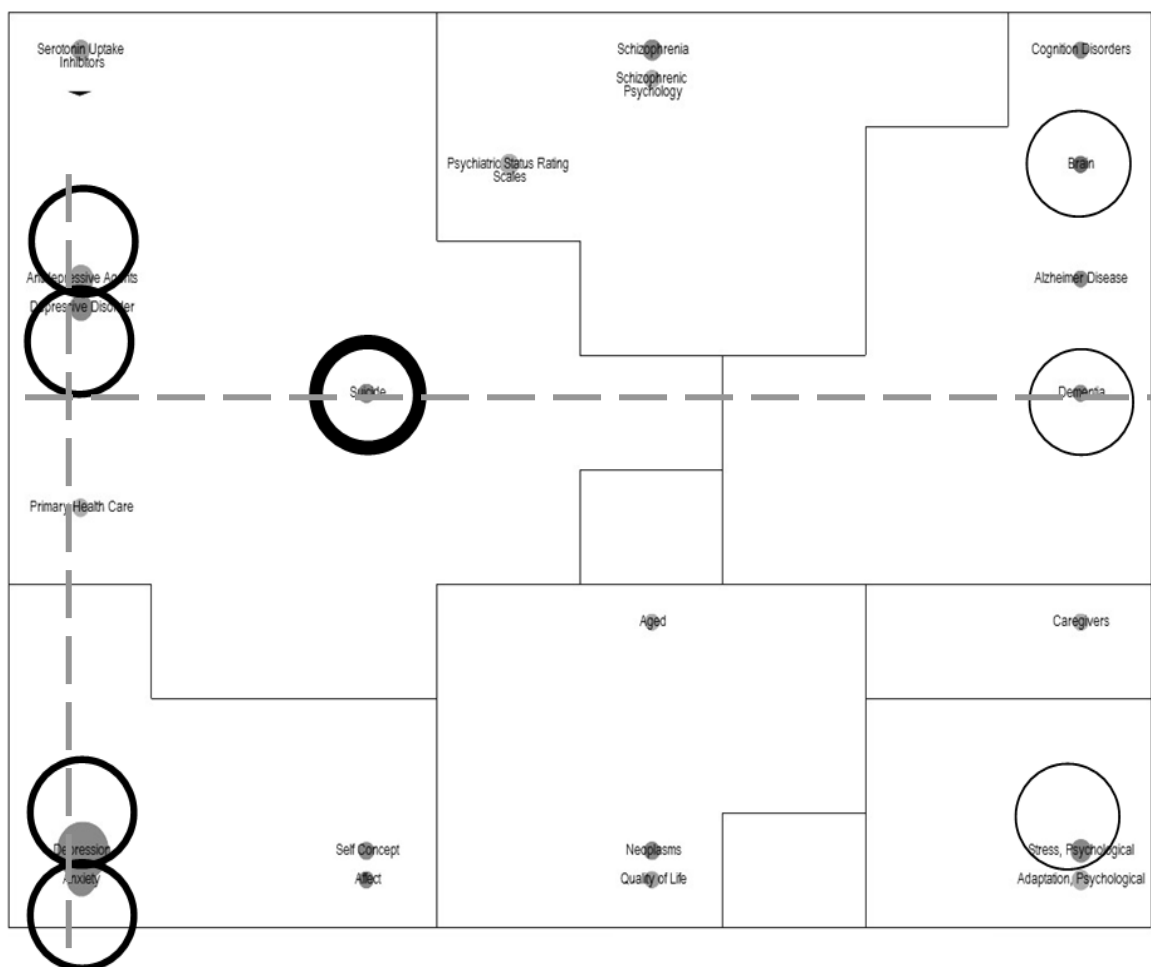 Serotonin Uptake
Inhibitors
Schizophrenia
Cognition Disorders
Schizophrenic
Psychology
Psychiatric Status Rating
Scales
Brain
Antidepressive Agents
Alzheimer Disease
Depressive Disorder
Suicide
Dementia
Primary Health Care
Aged
Caregivers
Depression
Self Concept
Neoplasms
Stress, Psychological
Anxiety
Affect
Quality of Life
Adaptation, Psychological